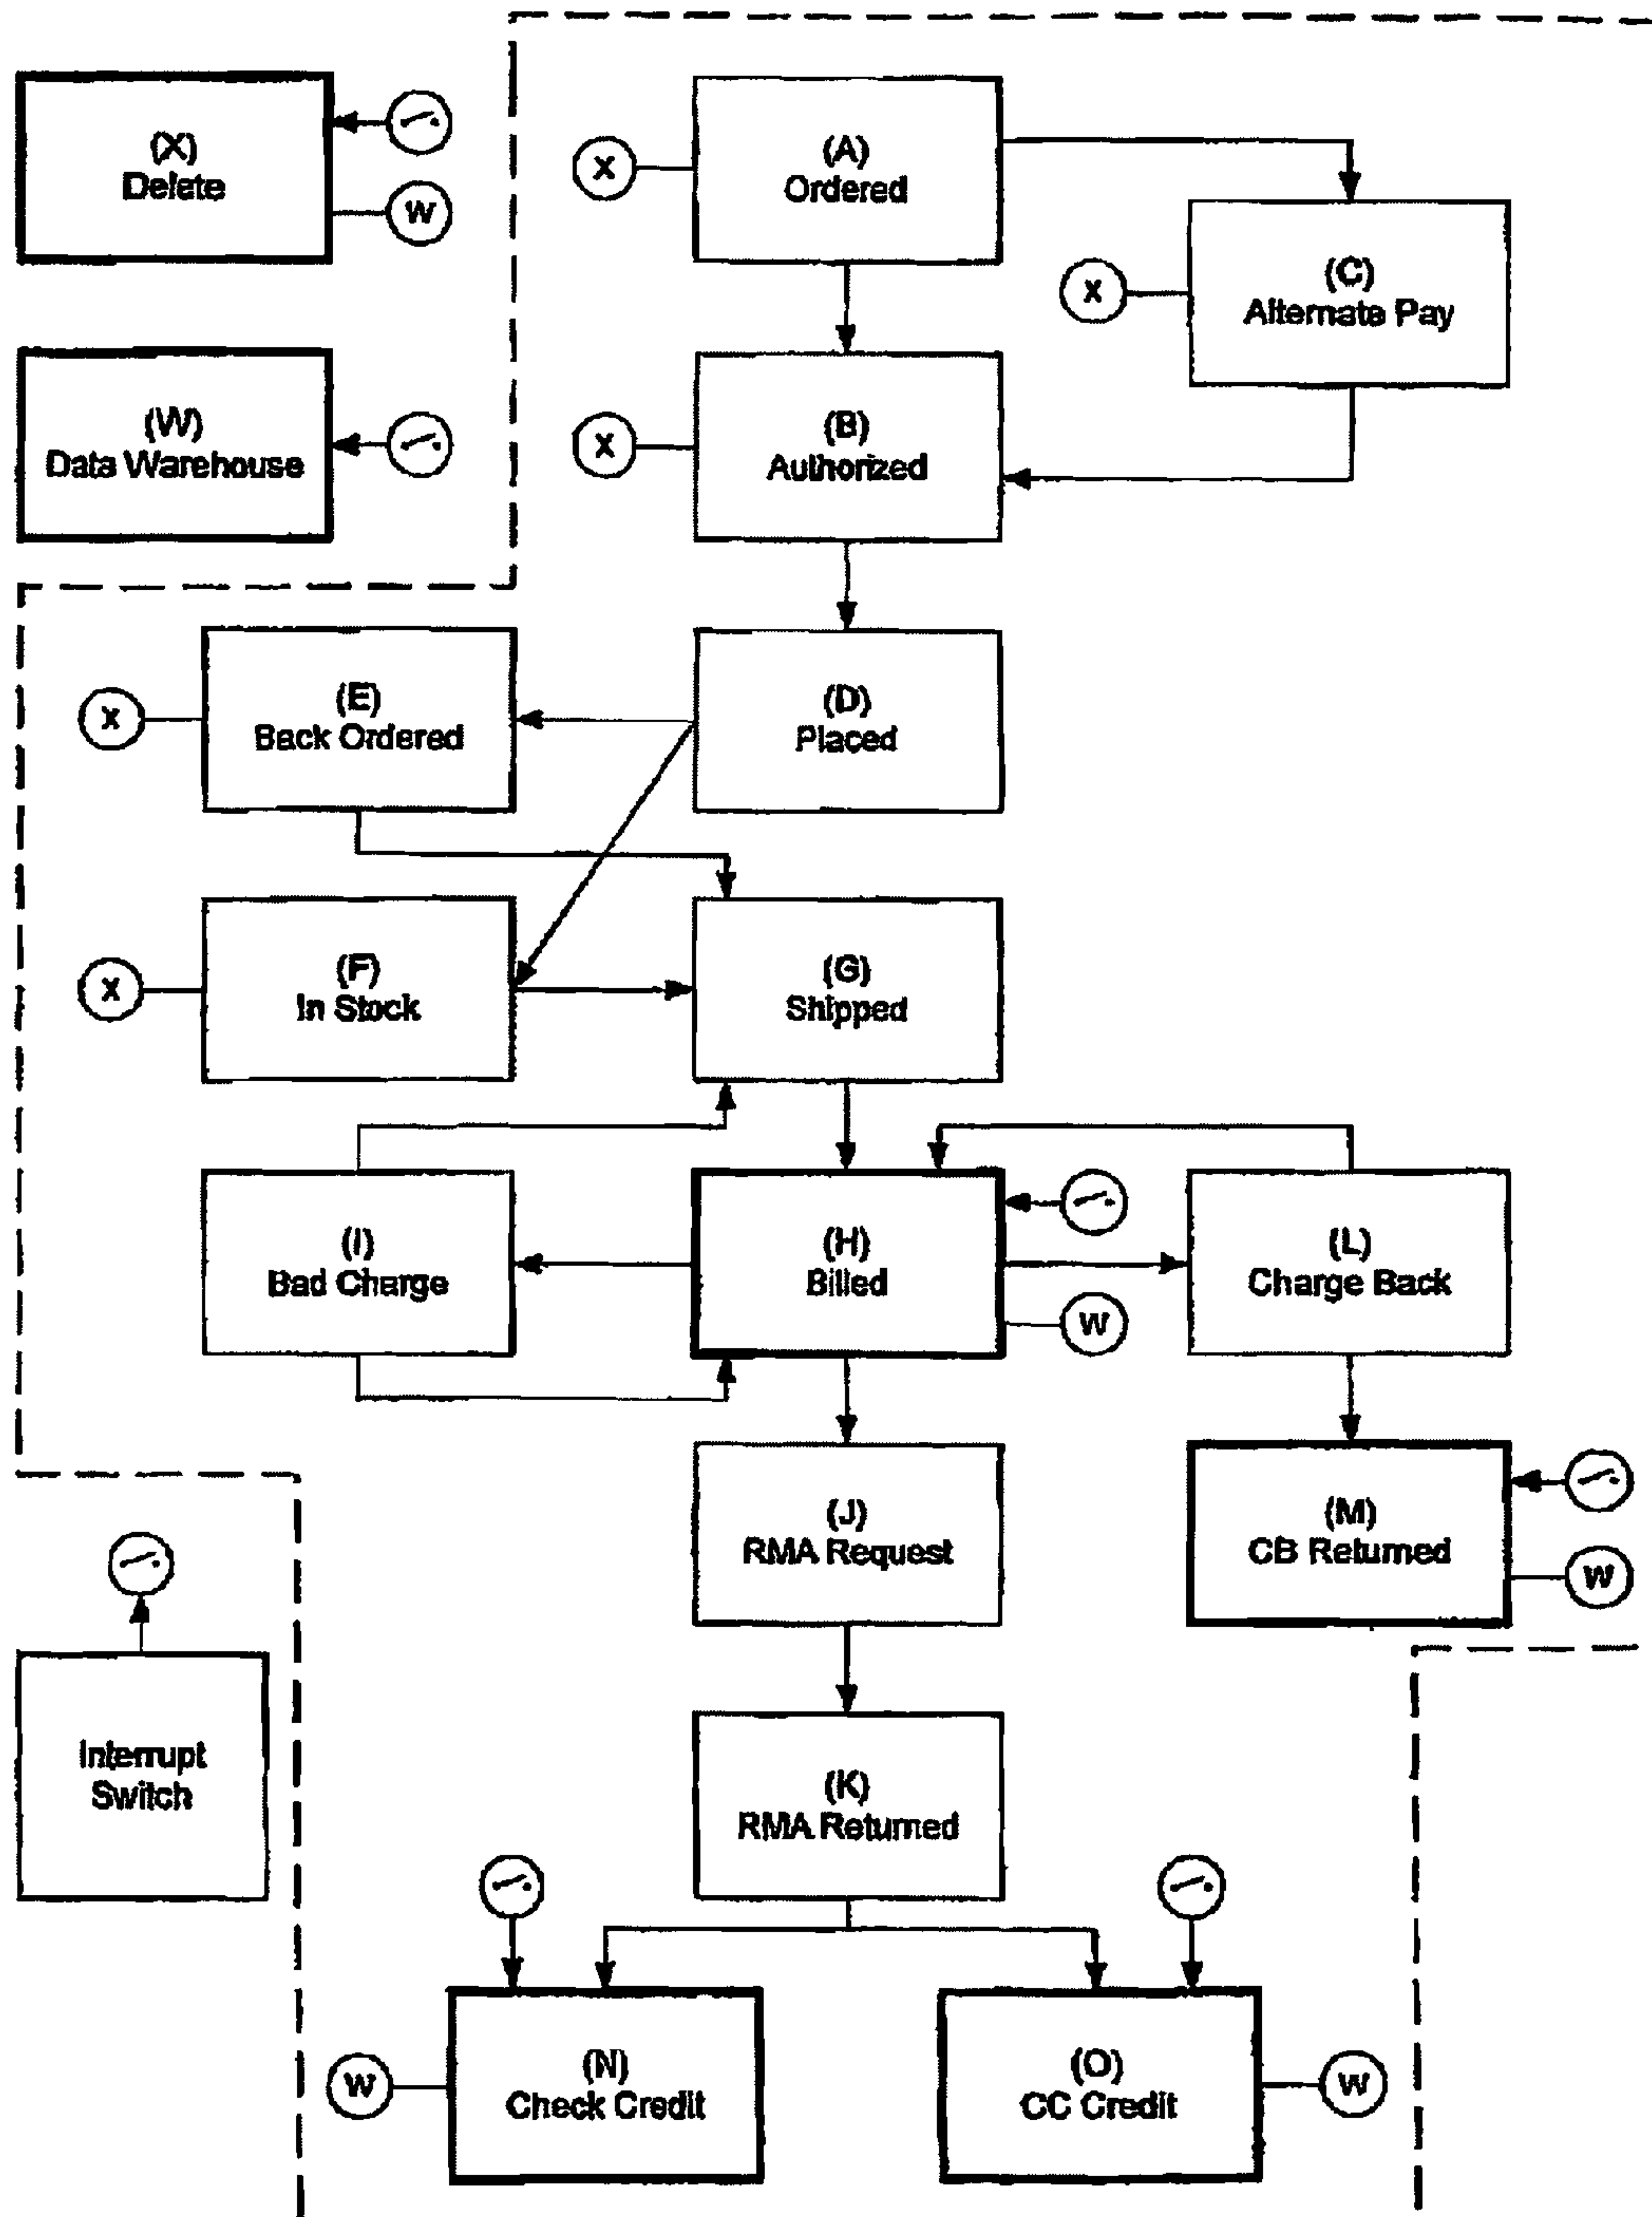 (X)
Delete
W
X
(A)
Ordered
X
(C)
Alternate Pay
(W)
Data Warehouse
X
(B)
Authorized
X
(E)
Back Ordered
(D)
Placed
X
(F)
In Stock
(G)
Shipped
(I)
Bad Charge
(H)
Billed
W
(L)
Charge Back
(J)
RMA Request
(M)
CB Returned
W
Interrupt
Switch
(K)
RMA Returned
W
(N)
Check Credit
(O)
CC Credit
W